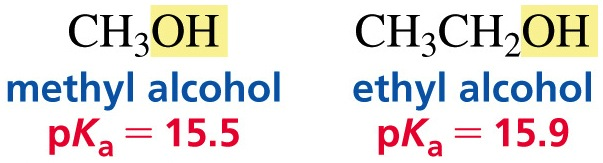 CH₃OH CH₃CH₂OH
methyl alcohol ethyl alcohol
pKₐ = 15.5 pKₐ = 15.9